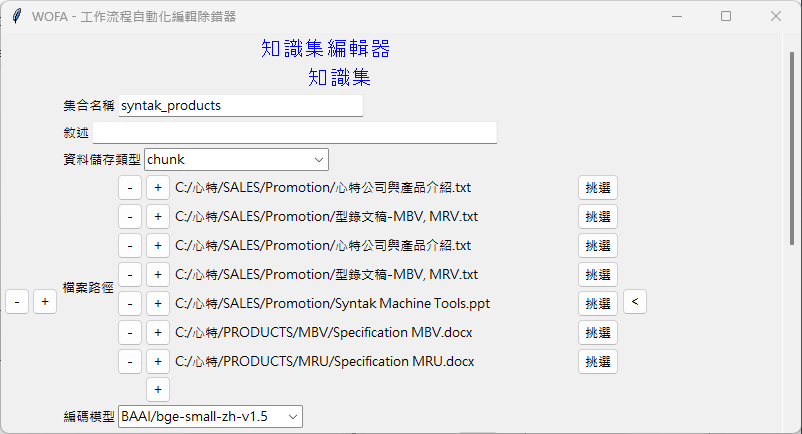 WOFA - 工作流程自動化編輯除錯器
知識集編輯器
知識集
集合名稱 syntak_products
敘述
資料儲存類型 chunk
- + C:/心特/SALES/Promotion/心特公司與產品介紹.txt 挑選
- + C:/心特/SALES/Promotion/型錄文稿-MBV, MRV.txt 挑選
- + C:/心特/SALES/Promotion/心特公司與產品介紹.txt 挑選
- + C:/心特/SALES/Promotion/型錄文稿-MBV, MRV.txt 挑選
- + 檔案路徑 - + C:/心特/SALES/Promotion/Syntak Machine Tools.ppt 挑選 <
- + C:/心特/PRODUCTS/MBV/Specification MBV.docx 挑選
- + C:/心特/PRODUCTS/MRU/Specification MRU.docx 挑選
+
編碼模型 BAAI/bge-small-zh-v1.5